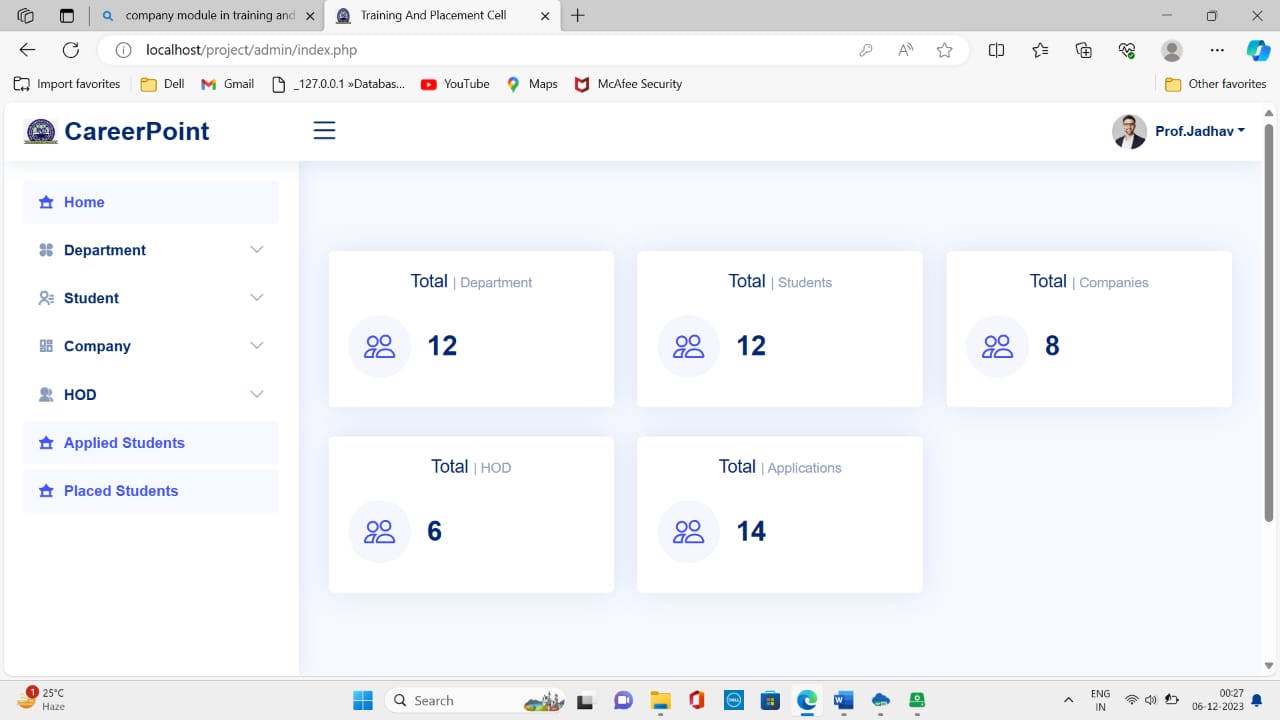 company module in training and
Training And Placement Cell
localhost/project/admin/index.php
Import favorites
Dell
Gmail
_127.0.0.1 »Databas...
YouTube
Maps
McAfee Security
Other favorites
CareerPoint
Prof.Jadhav
Home
Department
Student
Company
HOD
Applied Students
Placed Students
Total | Department
12
Total | Students
12
Total | Companies
8
Total | HOD
6
Total | Applications
14
1
25°C
Haze
Search
DELL
ENG
IN
00:27
06-12-2023